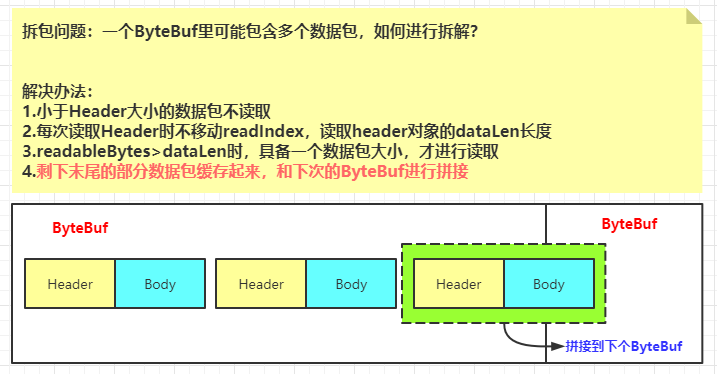 拆包问题：一个ByteBuf里可能包含多个数据包，如何进行拆解？
解决办法：
1.小于Header大小的数据包不读取
2.每次读取Header时不移动readIndex，读取header对象的dataLen长度
3.readableBytes>dataLen时，具备一个数据包大小，才进行读取
4.剩下末尾的部分数据包缓存起来，和下次的ByteBuf进行拼接
ByteBuf
ByteBuf
Header
Body
Header
Body
Header
Body
拼接到下个ByteBuf